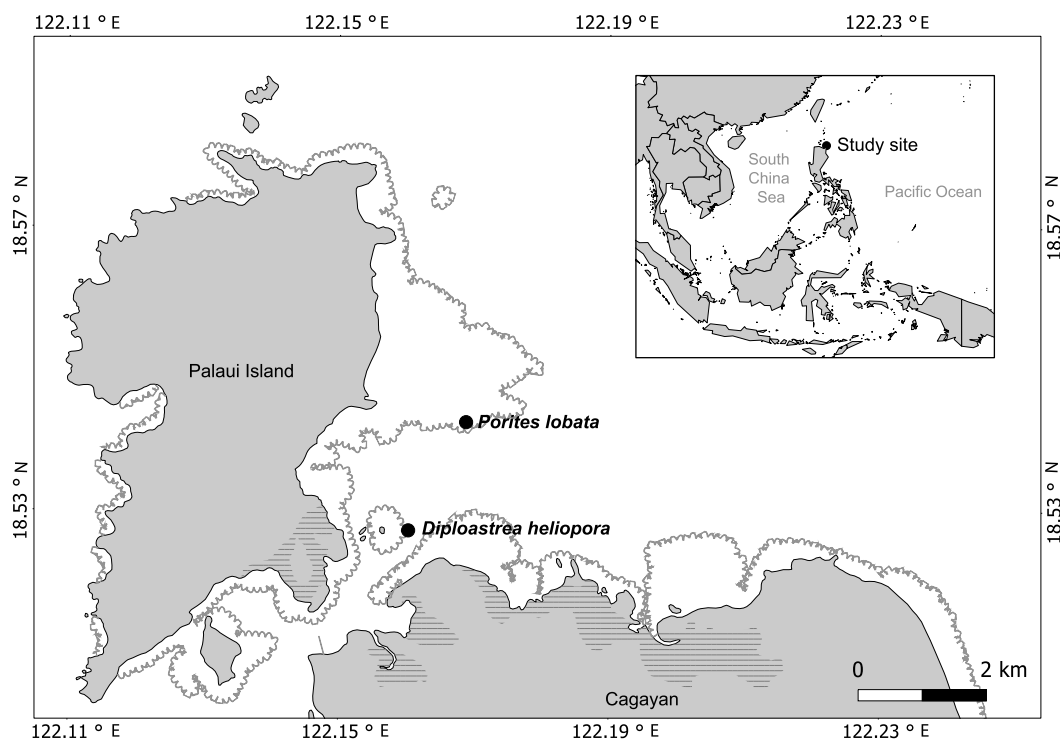 122.11 ° E 122.15 ° E 122.19 ° E 122.23 ° E
18.57 ° N
18.57 ° N
Study site
South
China
Sea
Pacific Ocean
Palaui Island
Porites lobata
18.53 ° N
18.53 ° N
Diploastrea heliopora
0 2 km
Cagayan
122.11 ° E 122.15 ° E 122.19 ° E 122.23 ° E